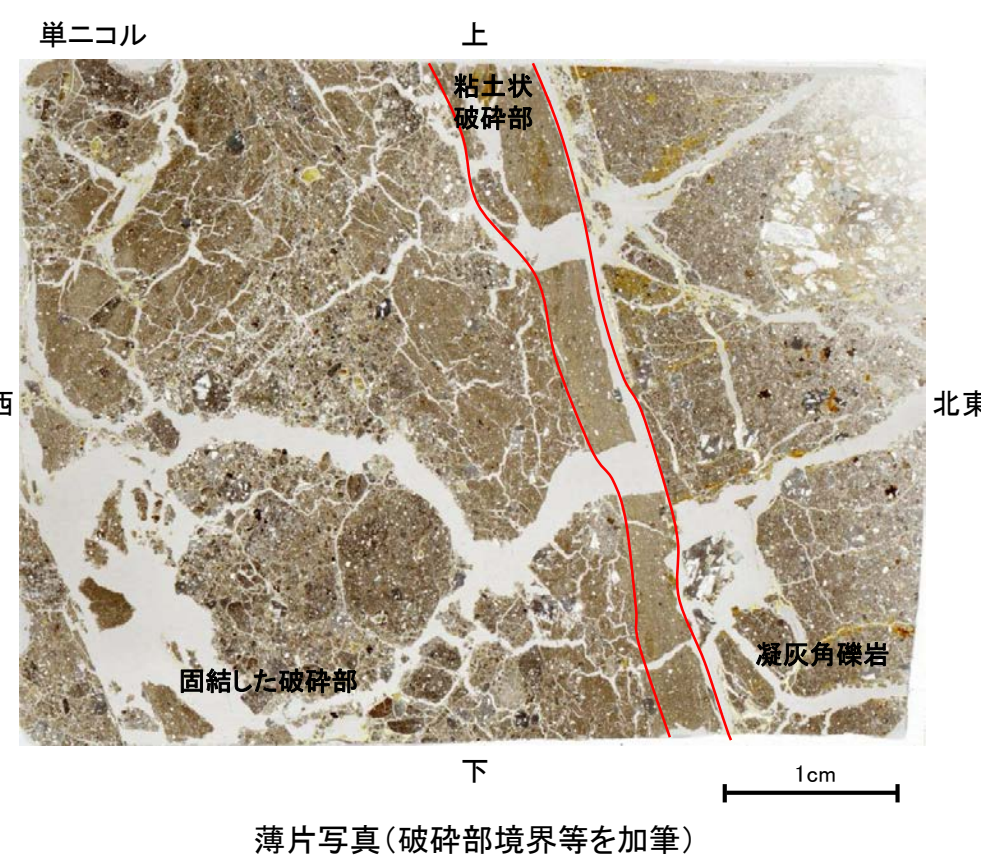 単ニコル
上
粘土状
破砕部
西
北東
固結した破砕部
凝灰角礫岩
下
1cm
薄片写真(破砕部境界等を加筆)